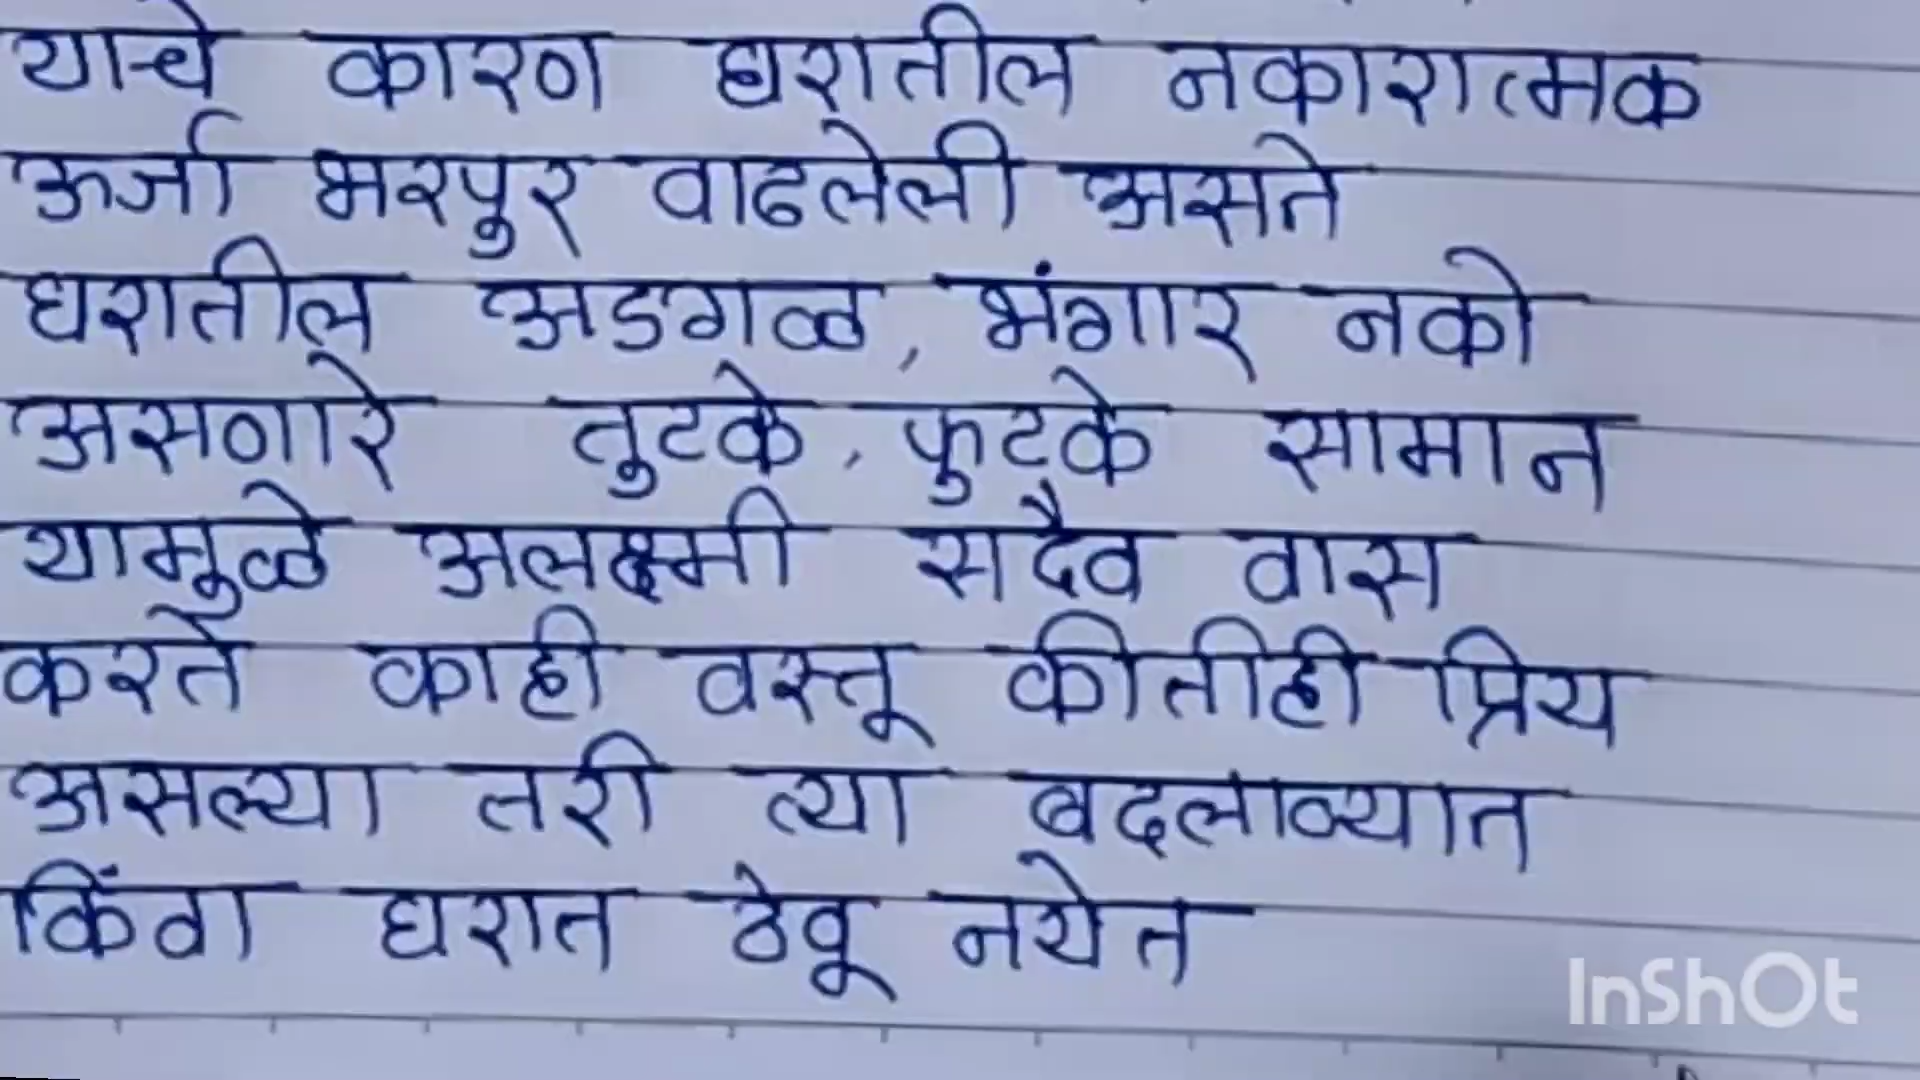 याचे कारण घरातील नकारात्मक
ऊर्जा भरपुर वाढलेली असते
घरातील अडगळ, भंगार नको
असणारे तुटके, फुटके सामान
यामुळे अलक्ष्मी सदैव वास
करते काही वस्तू कीतीही प्रिय
असल्या तरी त्या बदलाव्यात
किंवा घरात ठेवू नयेत
InShOt